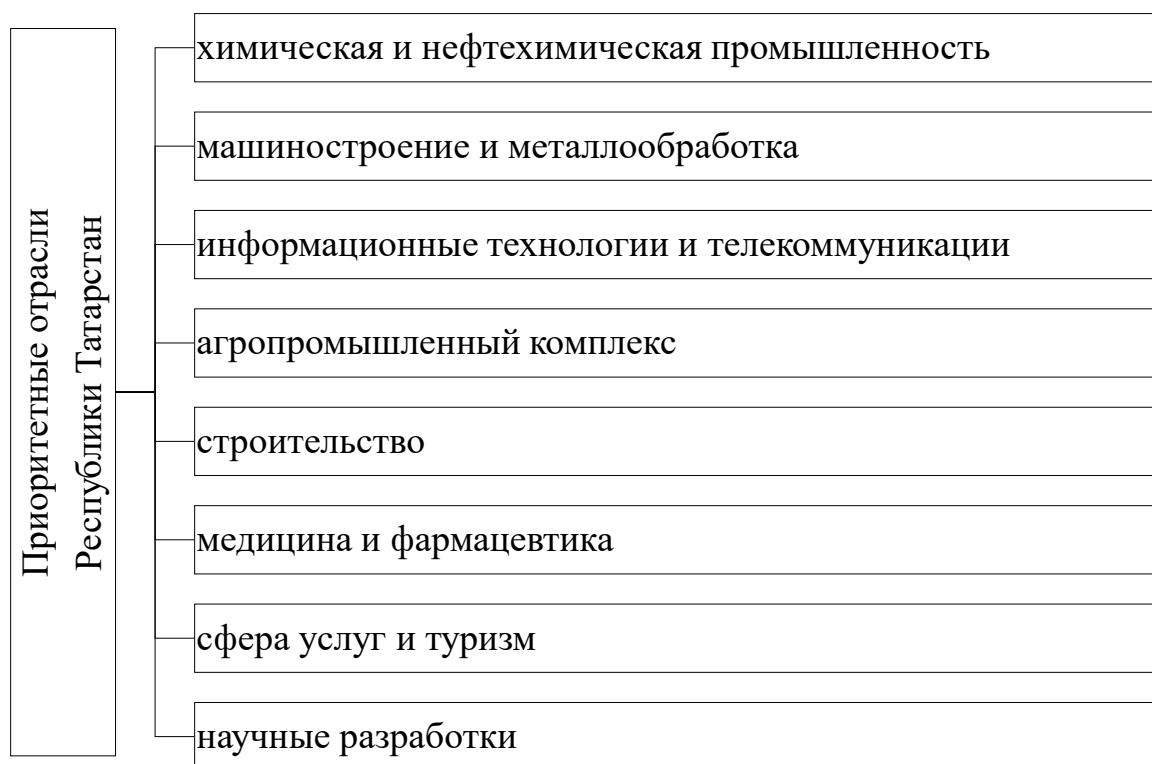 Приоритетные отрасли
Республики Татарстан
химическая и нефтехимическая промышленность
машиностроение и металлообработка
информационные технологии и телекоммуникации
агропромышленный комплекс
строительство
медицина и фармацевтика
сфера услуг и туризм
научные разработки